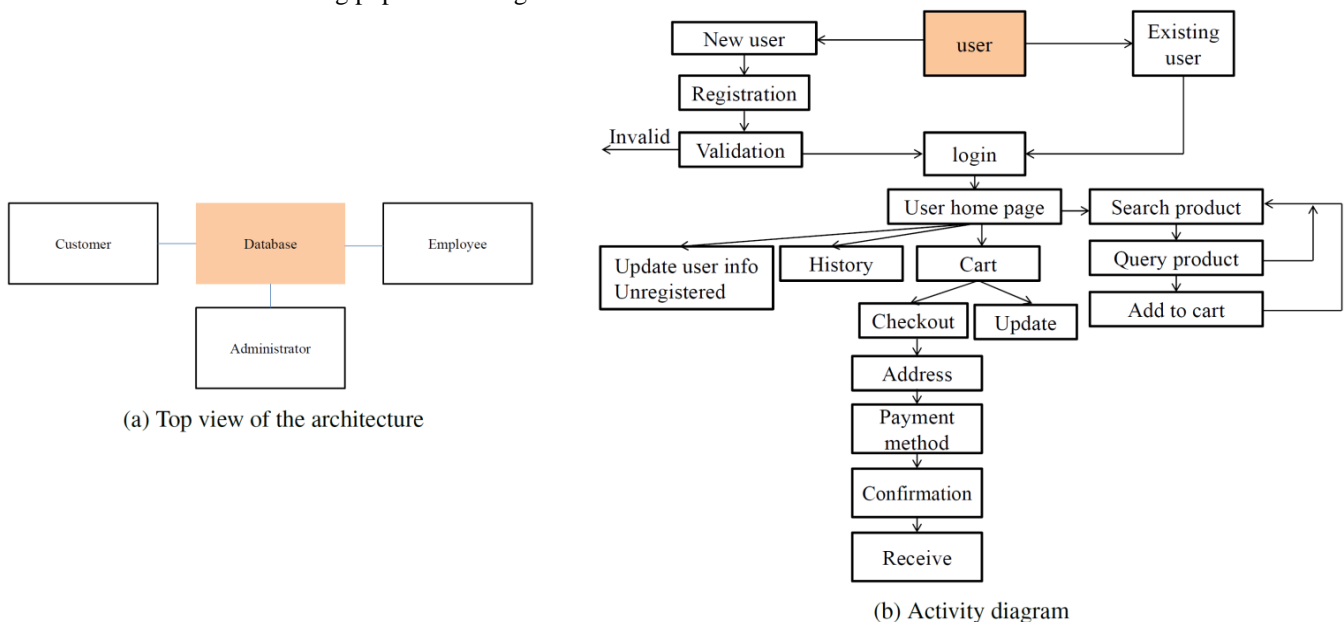 New user
user
Existing
user
Registration
Invalid
Validation
login
Customer
Database
Employee
Administrator
(a) Top view of the architecture
User home page
Search product
Update user info
Unregistered
History
Cart
Query product
Checkout
Update
Add to cart
Address
Payment
method
Confirmation
Receive
(b) Activity diagram